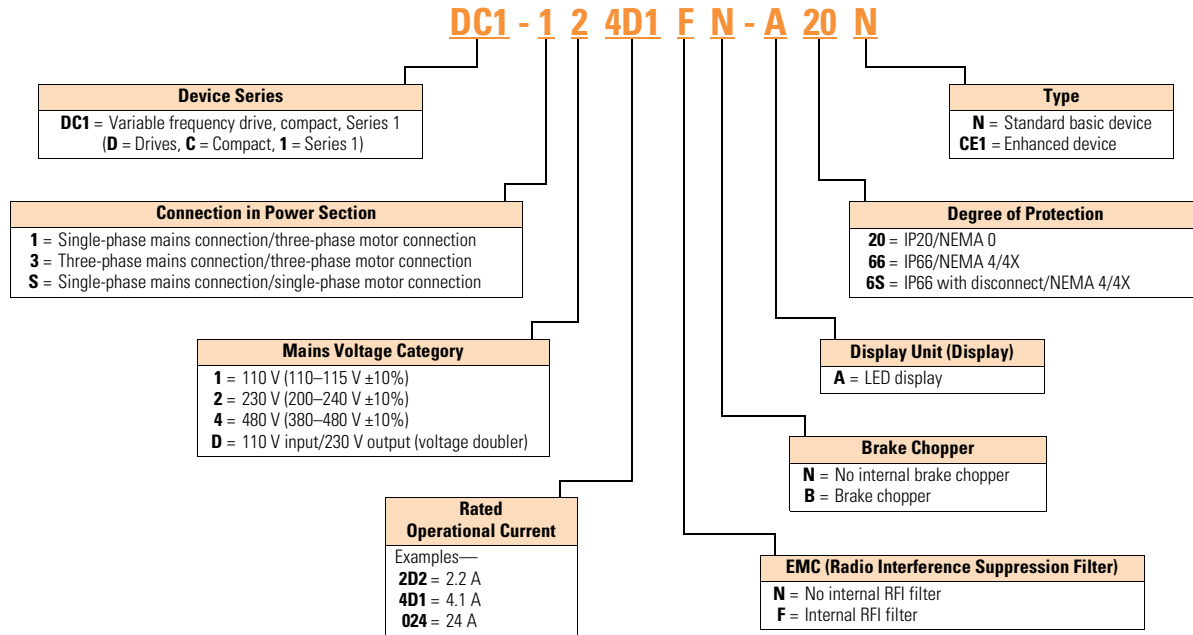 DC1 - 1 2 4D1 F N - A 20 N
Device Series
DC1 = Variable frequency drive, compact, Series 1
(D = Drives, C = Compact, 1 = Series 1)
Type
N = Standard basic device
CE1 = Enhanced device
Connection in Power Section
1 = Single-phase mains connection/three-phase motor connection
3 = Three-phase mains connection/three-phase motor connection
S = Single-phase mains connection/single-phase motor connection
Degree of Protection
20 = IP20/NEMA 0
66 = IP66/NEMA 4/4X
6S = IP66 with disconnect/NEMA 4/4X
Mains Voltage Category
1 = 110 V (110–115 V ±10%)
2 = 230 V (200–240 V ±10%)
4 = 480 V (380–480 V ±10%)
D = 110 V input/230 V output (voltage doubler)
Display Unit (Display)
A = LED display
Brake Chopper
N = No internal brake chopper
B = Brake chopper
Rated
Operational Current
Examples—
2D2 = 2.2 A
4D1 = 4.1 A
024 = 24 A
EMC (Radio Interference Suppression Filter)
N = No internal RFI filter
F = Internal RFI filter